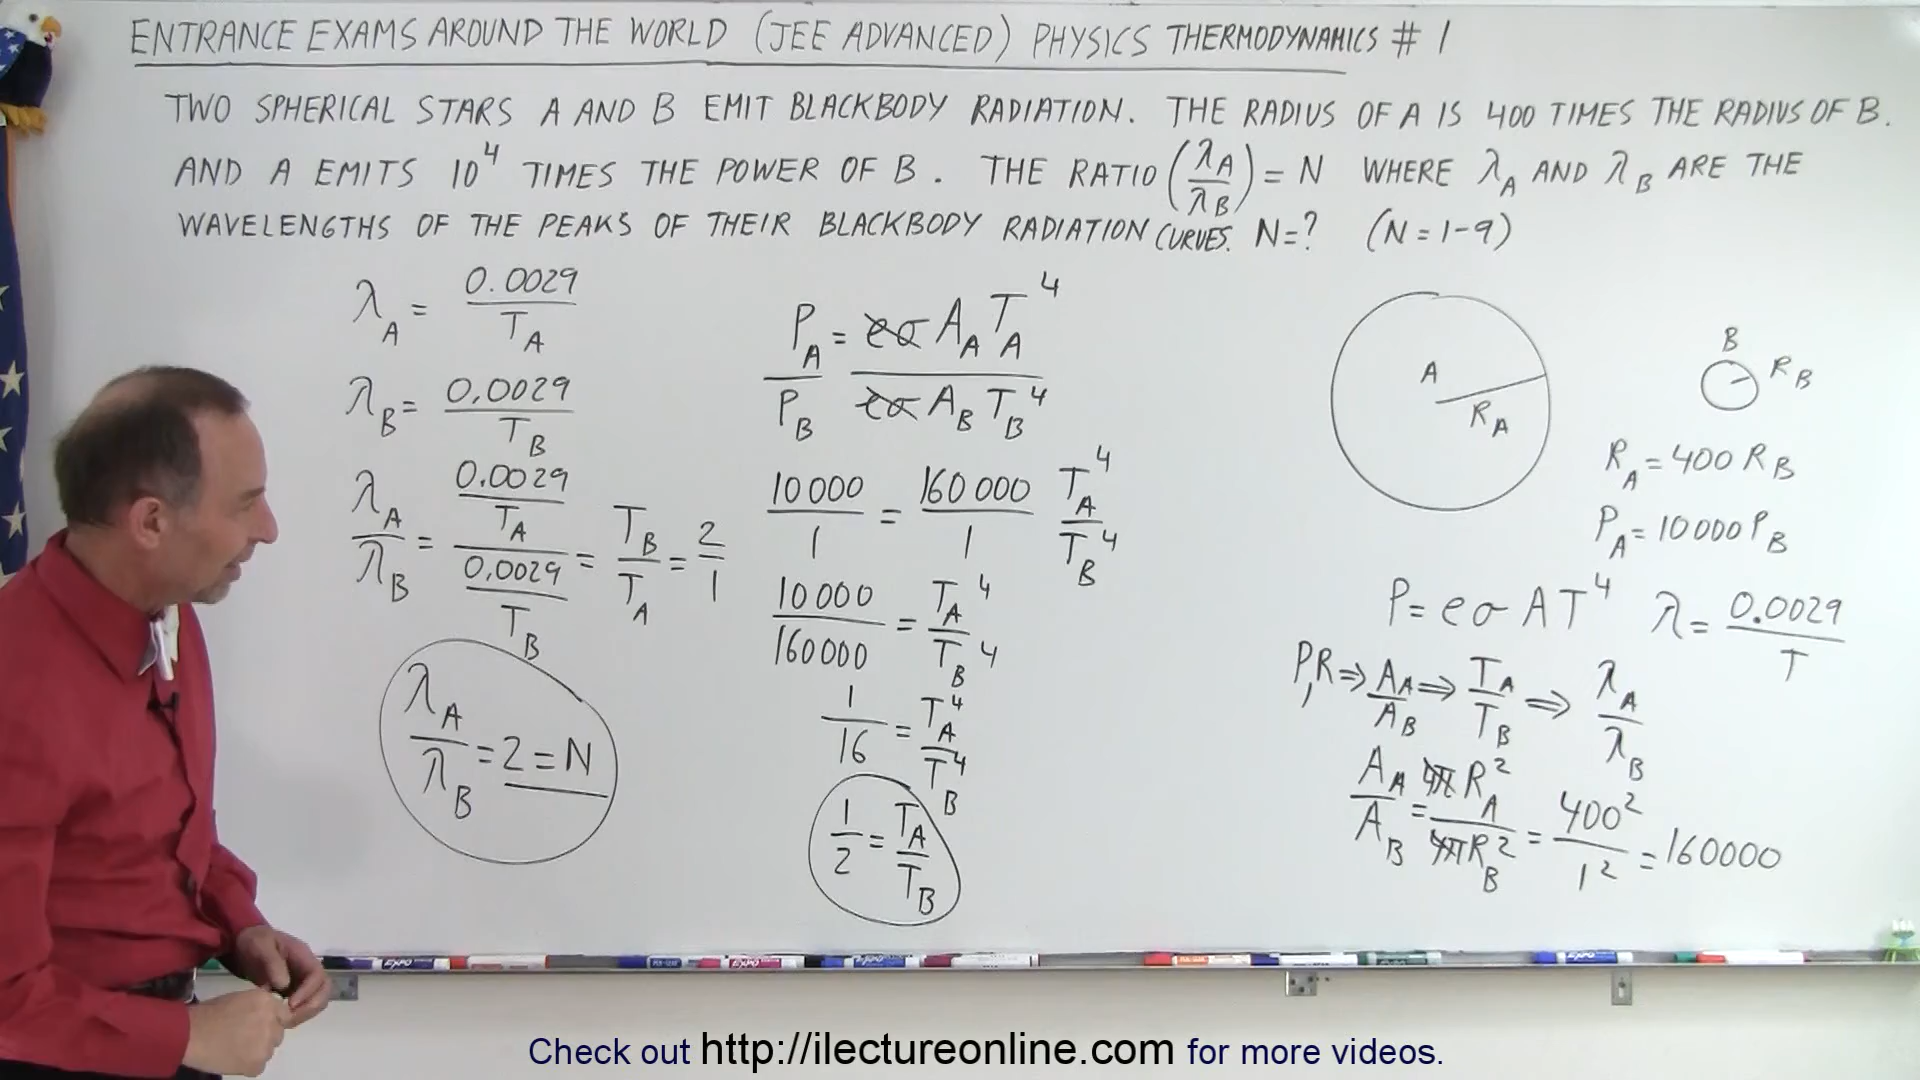 ENTRANCE EXAMS AROUND THE WORLD (JEE ADVANCED) PHYSICS THERMODYNAMICS # 1
TWO SPHERICAL STARS A AND B EMIT BLACKBODY RADIATION. THE RADIUS OF A IS 400 TIMES THE RADIUS OF B.
AND A EMITS 10^4 TIMES THE POWER OF B. THE RATIO (λA/λB) = N WHERE λA AND λB ARE THE
WAVELENGTHS OF THE PEAKS OF THEIR BLACKBODY RADIATION CURVES. N=? (N=1-9)
λA = 0.0029/TA
λB = 0.0029/TB
λA/λB = (0.0029/TA)/(0.0029/TB) = TB/TA = 2/1
λA/λB = 2 = N
PA/PB = eσ AA TA^4 / eσ AB TB^4
10000/1 = 160000/1 TA^4/TB^4
10000/160000 = TA^4/TB^4
1/16 = TA^4/TB^4
1/2 = TA/TB
A
RA
B
RB
RA = 400 RB
PA = 10000 PB
P = eσAT^4 λ = 0.0029/T
P,R ⇒ AA/AB ⇒ TA/TB ⇒ λA/λB
AA/AB = 4πRA^2/4πRB^2 = 400^2/1^2 = 160000
Check out http://ilectureonline.com for more videos.